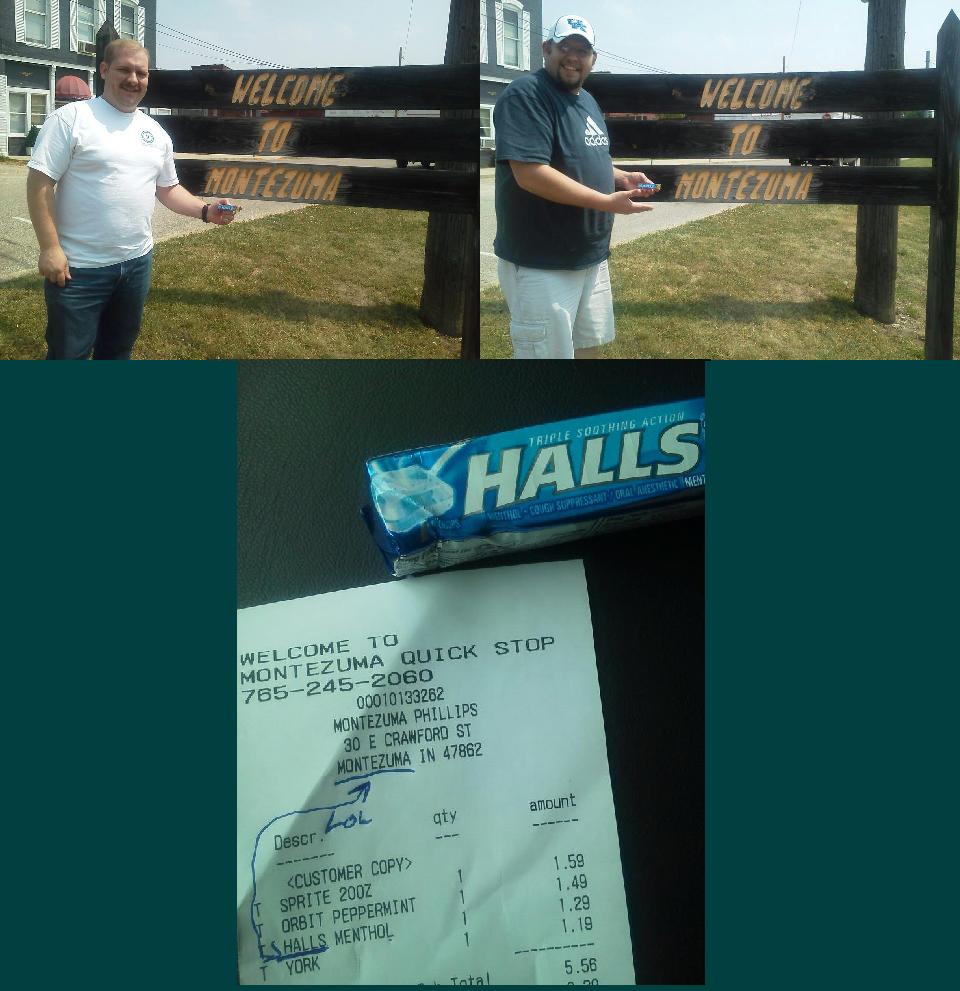 WELCOME
TO
MONTEZUMA
WELCOME
TO
MONTEZUMA
adidas
TRIPLE SOOTHING ACTION
HALLS
MENTHOL • COUGH SUPPRESSANT / ORAL ANESTHETIC
WELCOME TO
MONTEZUMA QUICK STOP
765-245-2060
00010133262
MONTEZUMA PHILLIPS
30 E CRAWFORD ST
MONTEZUMA IN 47862
LOL
Descr. qty amount
<CUSTOMER COPY>
T SPRITE 20OZ 1 1.59
T ORBIT PEPPERMINT 1 1.49
T HALLS MENTHOL 1 1.29
T YORK 1 1.19
Sub Total 5.56